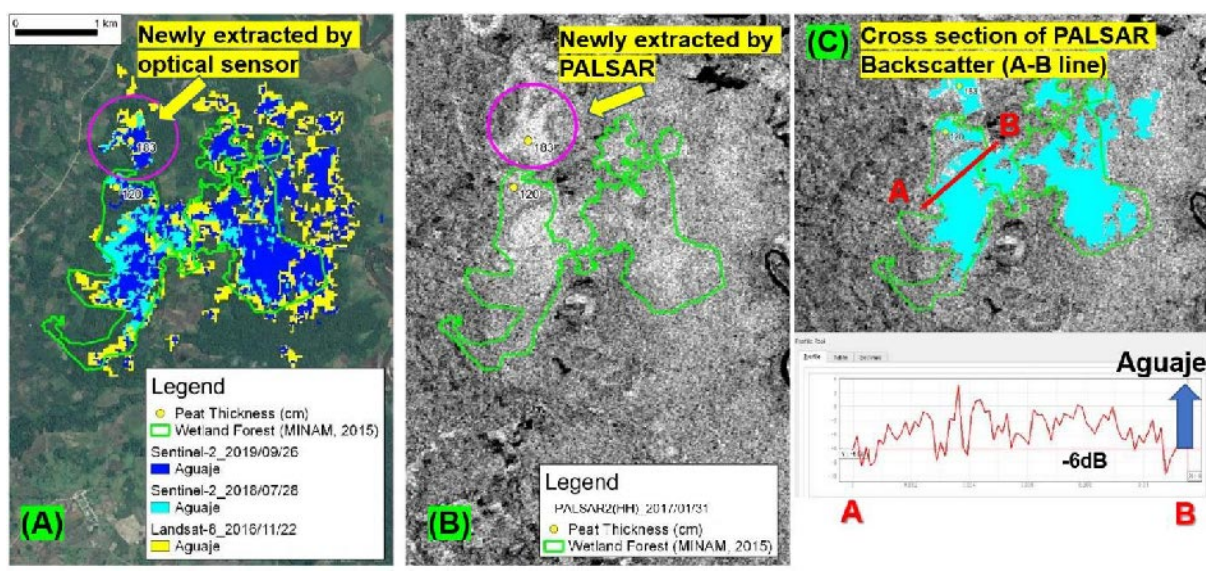 0 1 km
Newly extracted by
optical sensor
183
120
Legend
Peat Thickness (cm)
Wetland Forest (MINAM, 2015)
Sentinel-2_2019/09/26
Aguaje
Sentinel-2_2018/07/28
Aguaje
Landsat-8_2016/11/22
Aguaje
(A)
Newly extracted by
PALSAR
183
120
Legend
PALSAR2(HH)_2017/01/31
Peat Thickness (cm)
Wetland Forest (MINAM, 2015)
(B)
(C) Cross section of PALSAR
Backscatter (A-B line)
183
120
B
A
Profile Table
Aguaje
-6dB
A B